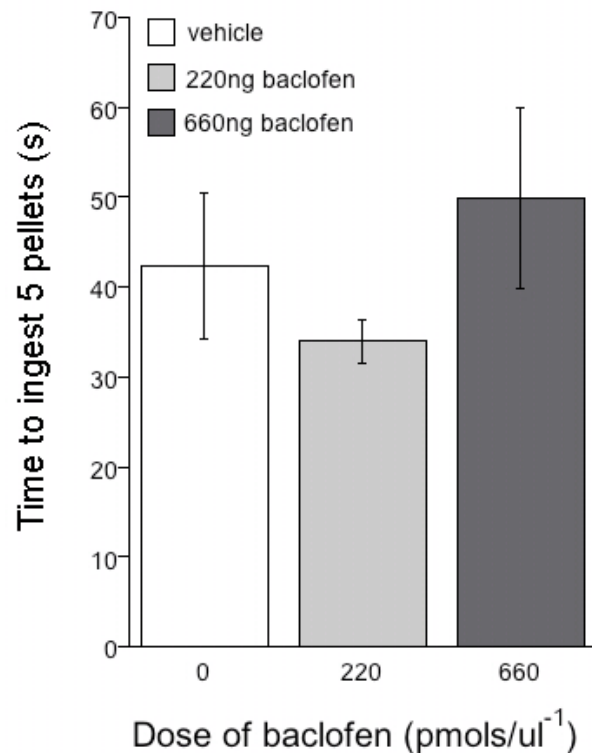 Time to ingest 5 pellets (s)
70
60
50
40
30
20
10
0
vehicle
220ng baclofen
660ng baclofen
0 220 660
Dose of baclofen (pmols/ul⁻¹)